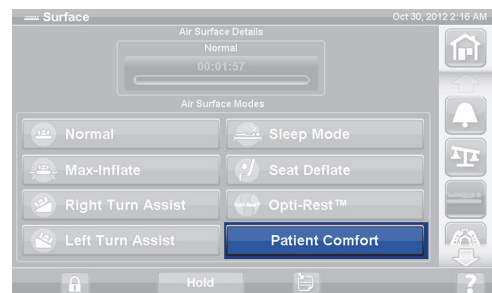 Surface
Oct 30, 2012 2:16 AM
Air Surface Details
Normal
00:01:57
Air Surface Modes
Normal
Sleep Mode
Max-Inflate
Seat Deflate
Right Turn Assist
Opti-Rest™
Left Turn Assist
Patient Comfort
Hold
?